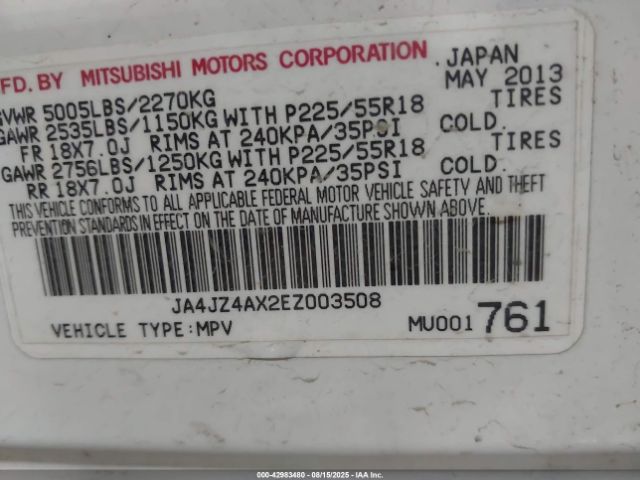 FD. BY MITSUBISHI MOTORS CORPORATION . JAPAN
MAY 2013
GVWR 5005LBS/2270KG
GAWR 2535LBS/1150KG WITH P225/55R18 TIRES
FR 18X7.0J RIMS AT 240KPA/35PSI COLD.
GAWR 2756LBS/1250KG WITH P225/55R18 TIRES
RR 18X7.0J RIMS AT 240KPA/35PSI COLD.
THIS VEHICLE CONFORMS TO ALL APPLICABLE FEDERAL MOTOR VEHICLE SAFETY AND THEFT
PREVENTION STANDARDS IN EFFECT ON THE DATE OF MANUFACTURE SHOWN ABOVE.
JA4JZ4AX2EZ003508
VEHICLE TYPE:MPV MU001 761
000-42983480 - 08/15/2025 - IAA Inc.